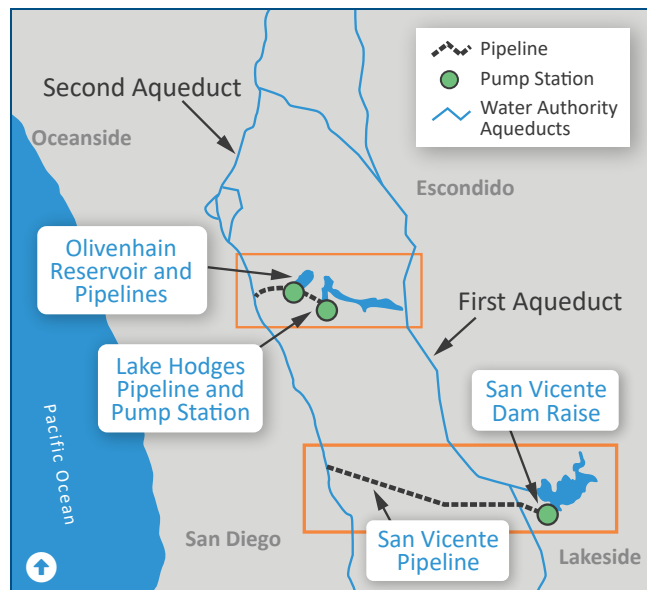 Pipeline
Pump Station
Water Authority
Aqueducts
Second Aqueduct
Oceanside
Escondido
Olivenhain
Reservoir and
Pipelines
First Aqueduct
Lake Hodges
Pipeline and
Pump Station
San Vicente
Dam Raise
Pacific Ocean
San Diego
San Vicente
Pipeline
Lakeside